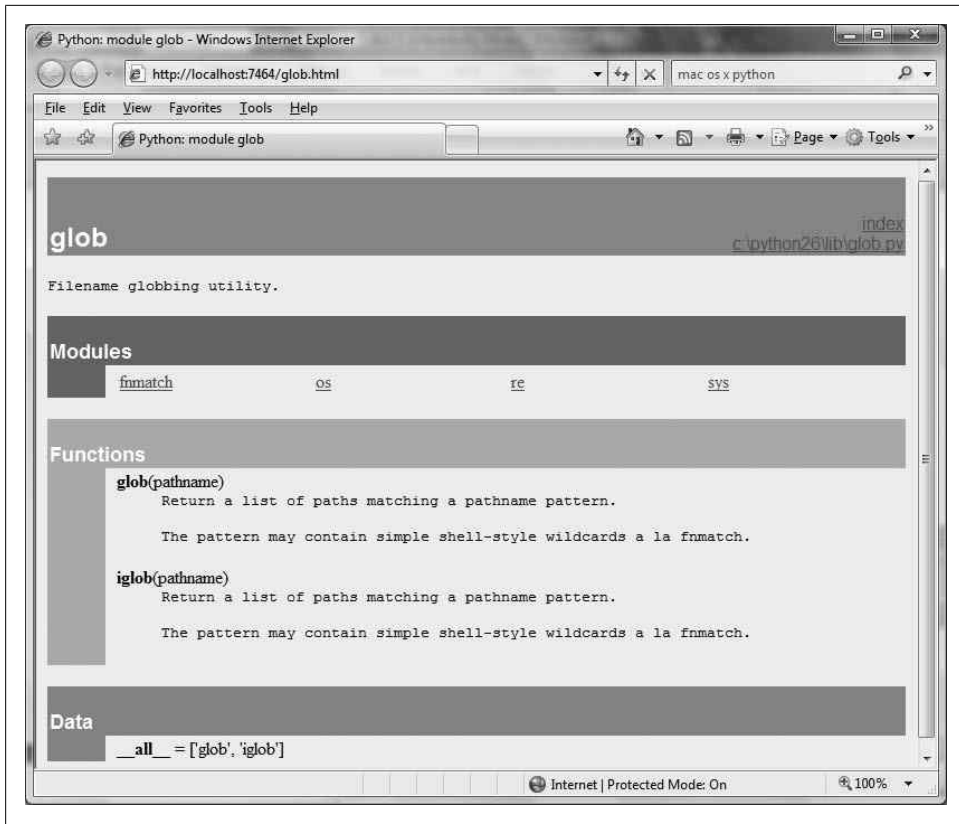 Python: module glob - Windows Internet Explorer
http://localhost:7464/glob.html
mac os x python
File Edit View Favorites Tools Help
Python: module glob
Page Tools »
glob
index
c:\python26\lib\glob.py
Filename globbing utility.
Modules
fnmatch os re sys
Functions
glob(pathname)
Return a list of paths matching a pathname pattern.
The pattern may contain simple shell-style wildcards a la fnmatch.
iglob(pathname)
Return a list of paths matching a pathname pattern.
The pattern may contain simple shell-style wildcards a la fnmatch.
Data
__all__ = ['glob', 'iglob']
Internet | Protected Mode: On 100%